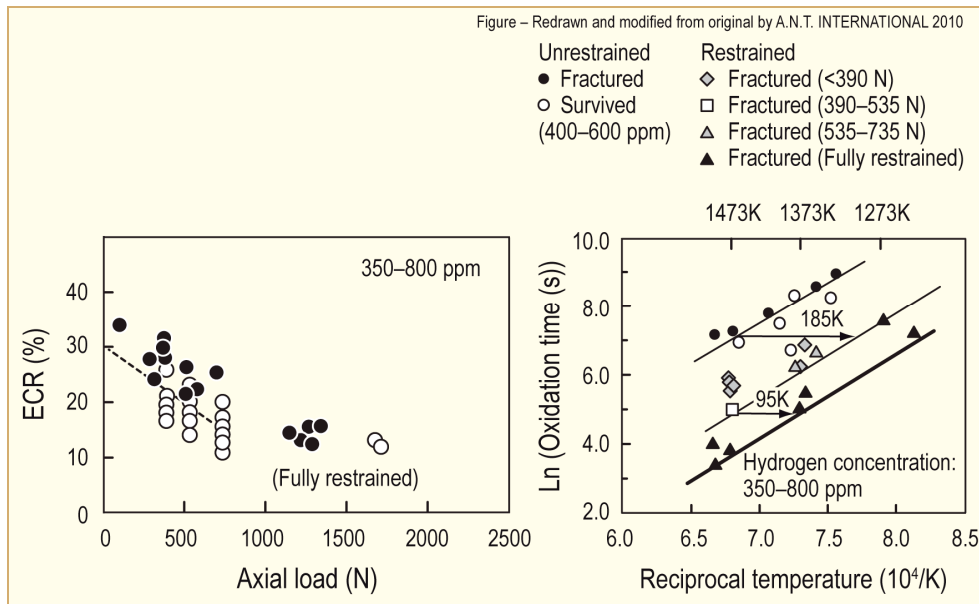 Figure – Redrawn and modified from original by A.N.T. INTERNATIONAL 2010
Unrestrained
Fractured
Survived
(400–600 ppm)
Restrained
Fractured (<390 N)
Fractured (390–535 N)
Fractured (535–735 N)
Fractured (Fully restrained)
350–800 ppm
40
30
20
10
0
ECR (%)
(Fully restrained)
0 500 1000 1500 2000 2500
Axial load (N)
1473K 1373K 1273K
10.0
8.0
6.0
4.0
2.0
Ln (Oxidation time (s))
185K
95K
Hydrogen concentration:
350–800 ppm
6.0 6.5 7.0 7.5 8.0 8.5
Reciprocal temperature (10⁴/K)